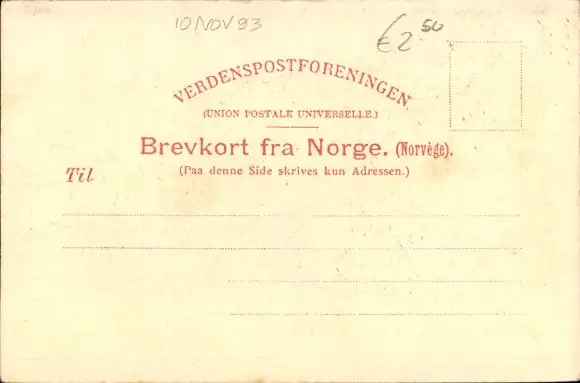 10 NOV 93
€2.50
VERDENSPOSTFORENINGEN.
(UNION POSTALE UNIVERSELLE.)
Brevkort fra Norge. (Norvège).
Til
(Paa denne Side skrives kun Adressen.)